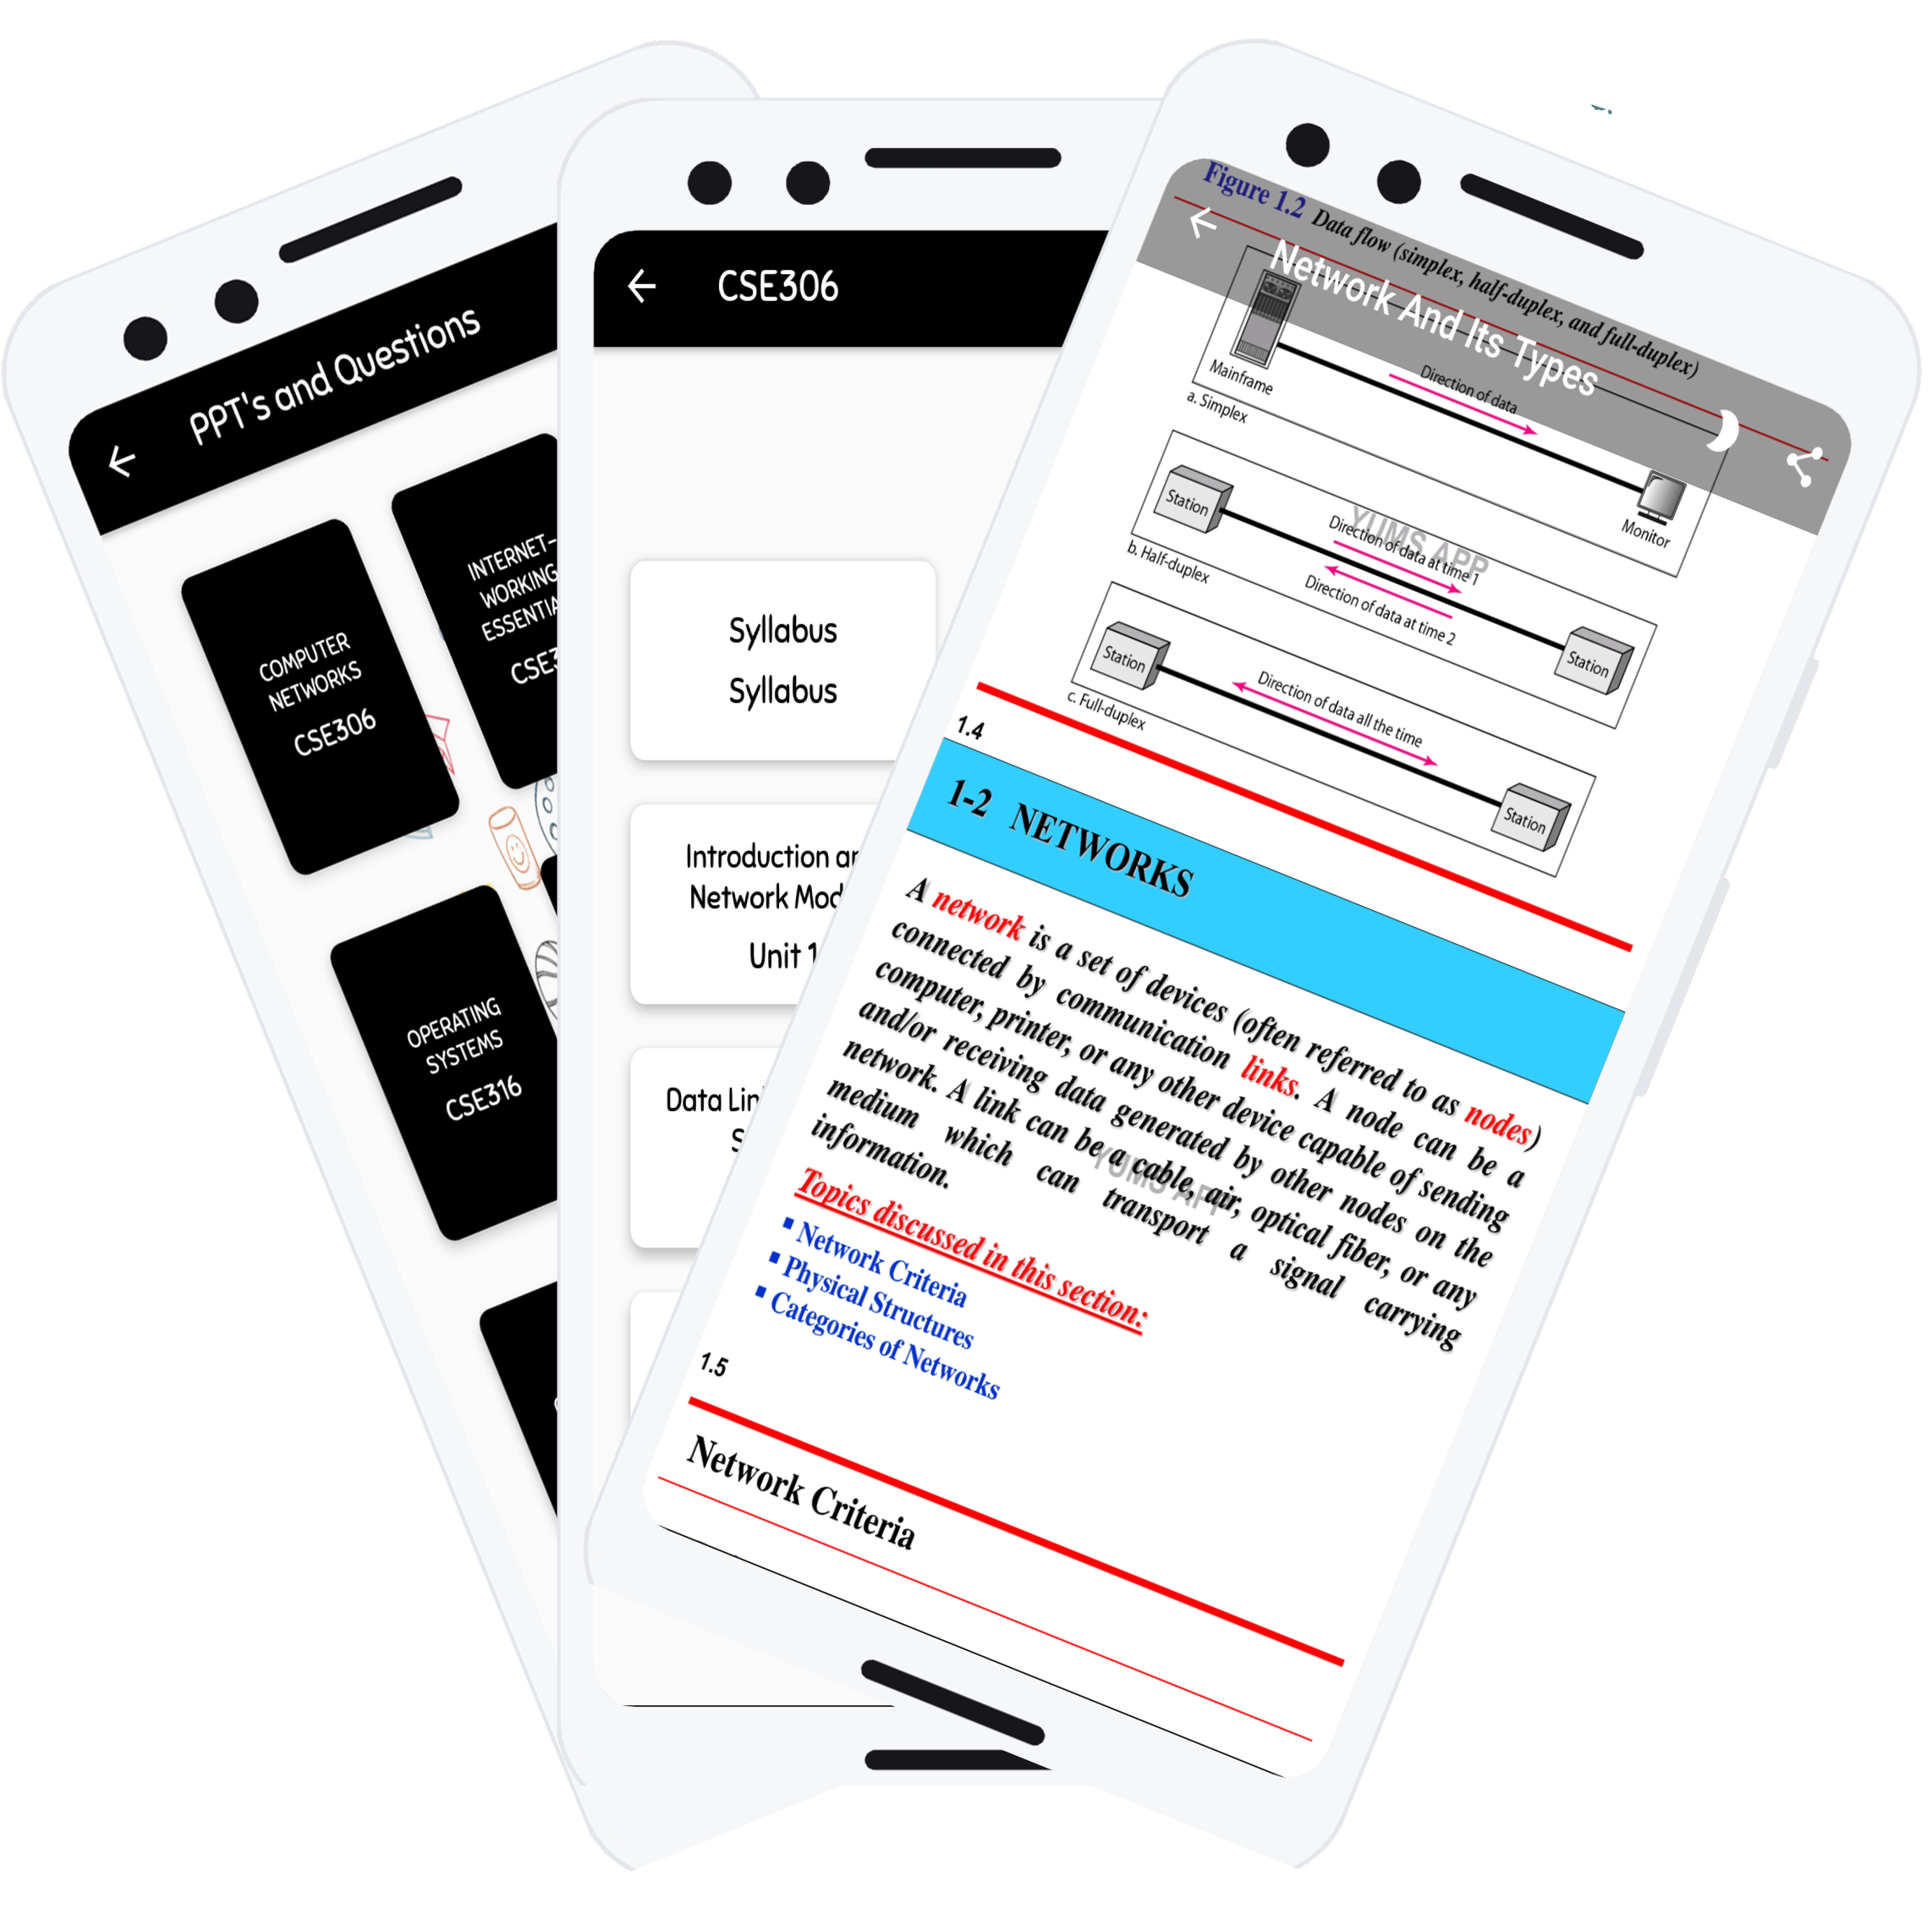 PPT's and Questions
COMPUTER
NETWORKS
CSE306
INTERNET-
WORKING
OPERATING
SYSTEMS
CSE316
CSE306
Syllabus
Syllabus
Introduction
Network
Unit 1
Data
Figure 1.2 Data flow (simplex, half-duplex, and full-duplex)
Network And Its Types
Direction of data
Mainframe
Monitor
a. Simplex
Station
YUMS APP
Direction of data at time 1
Direction of data at time 2
Station
b. Half-duplex
Station
Direction of data all the time
Station
c. Full-duplex
1.4
1-2 NETWORKS
A network is a set of devices (often referred to as nodes)
connected by communication links. A node can be a
computer, printer, or any other device capable of sending
and/or receiving data generated by other nodes on the
network. A link can be a cable, air, optical fiber, or any
medium which can transport a signal carrying
information.
YUMS APP
Topics discussed in this section:
▪ Network Criteria
▪ Physical Structures
▪ Categories of Networks
1.5
Network Criteria